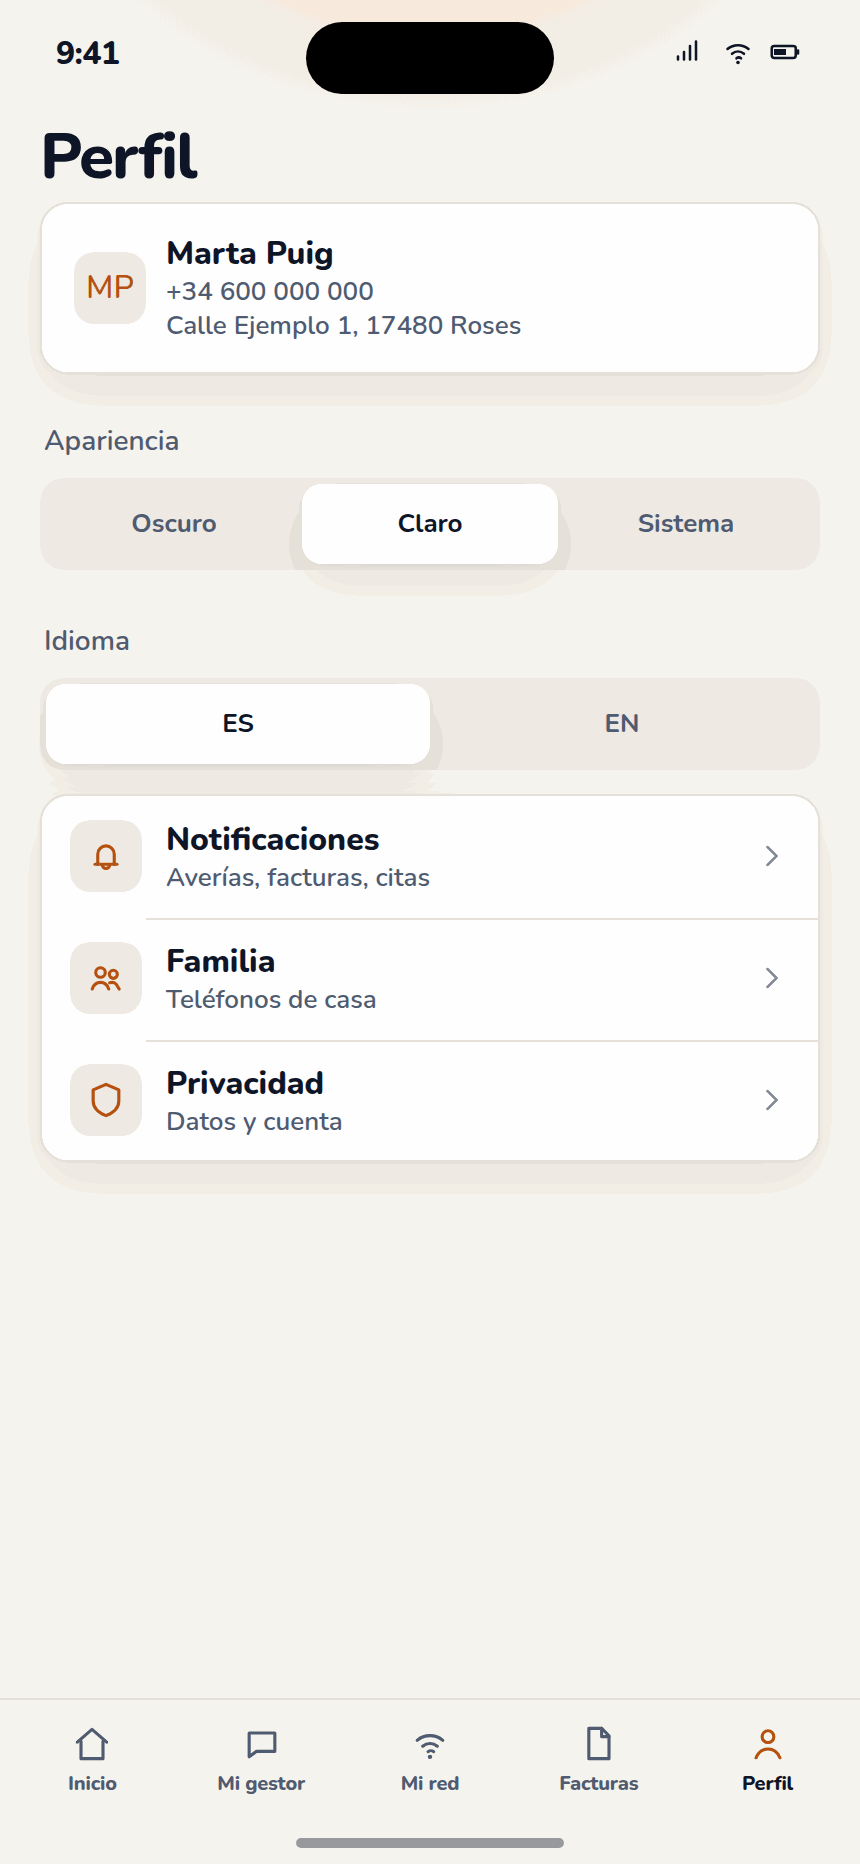 9:41
Perfil
MP
Marta Puig
+34 600 000 000
Calle Ejemplo 1, 17480 Roses
Apariencia
Oscuro Claro Sistema
Idioma
ES EN
Notificaciones
Averías, facturas, citas
Familia
Teléfonos de casa
Privacidad
Datos y cuenta
Inicio Mi gestor Mi red Facturas Perfil